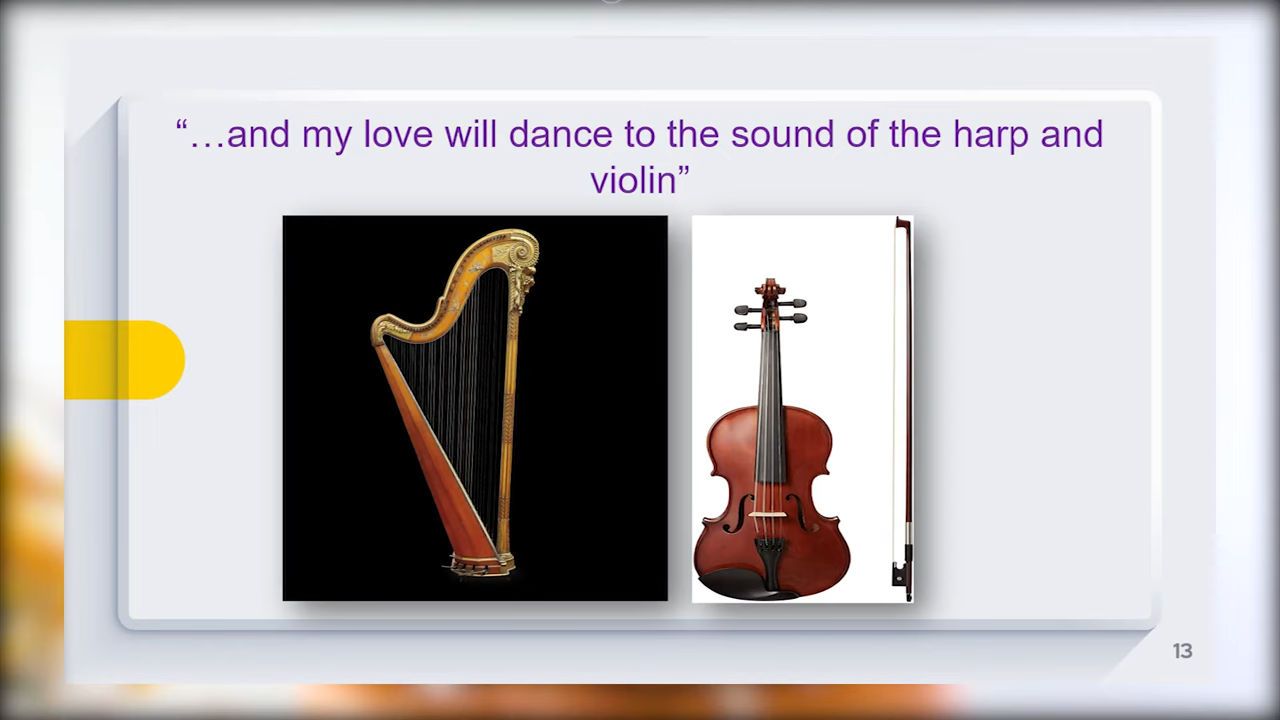 “…and my love will dance to the sound of the harp and
violin”
13